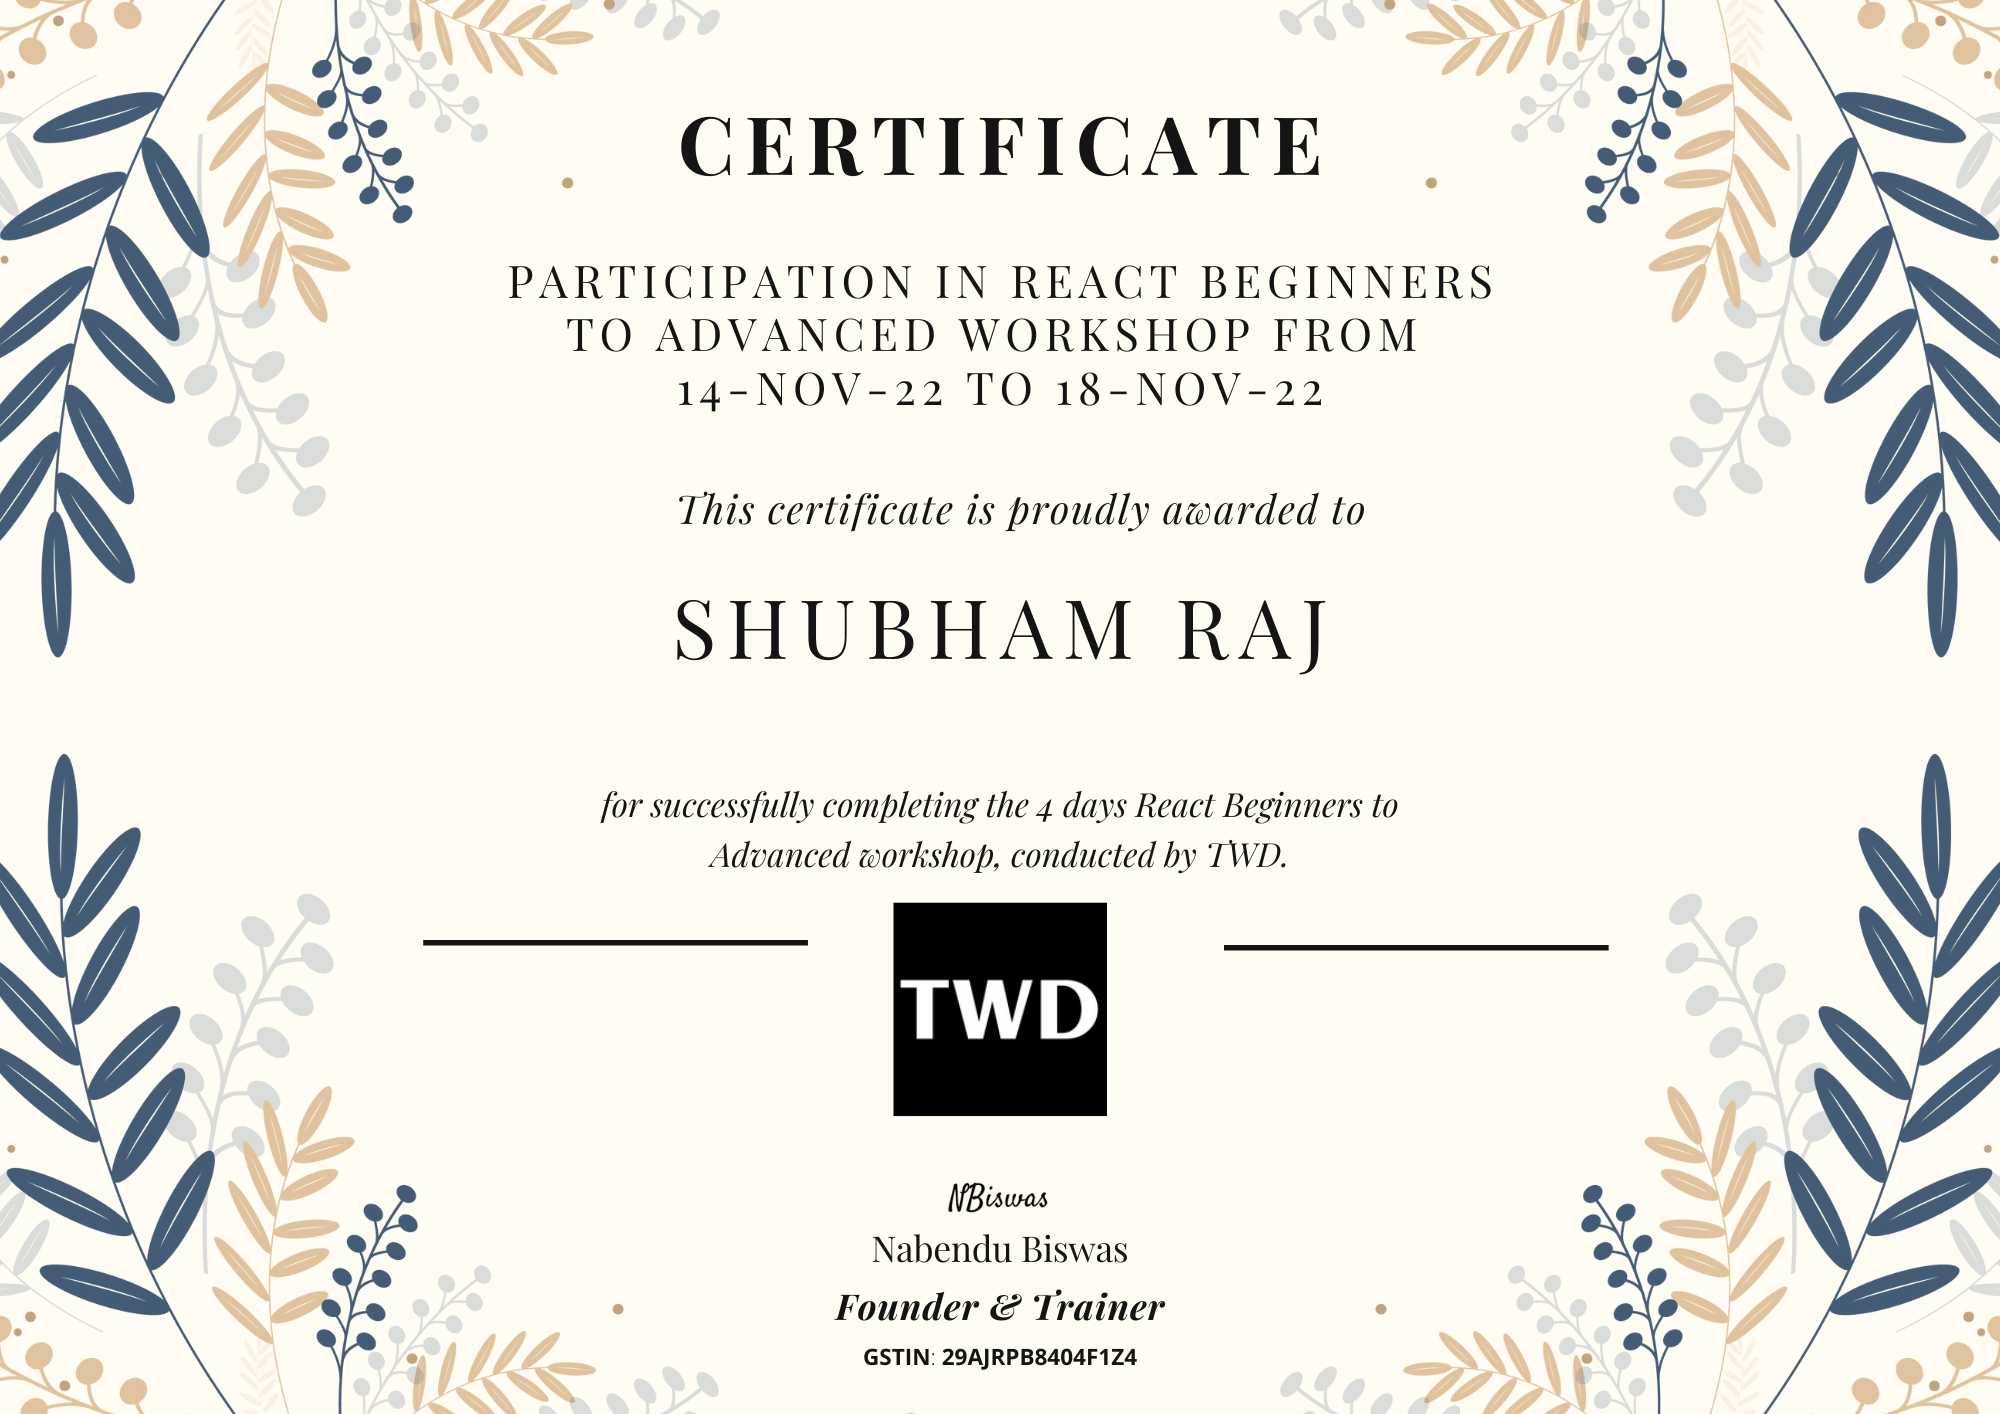 CERTIFICATE
PARTICIPATION IN REACT BEGINNERS
TO ADVANCED WORKSHOP FROM
14-NOV-22 TO 18-NOV-22
This certificate is proudly awarded to
SHUBHAM RAJ
for successfully completing the 4 days React Beginners to
Advanced workshop, conducted by TWD.
TWD
NBiswas
Nabendu Biswas
Founder & Trainer
GSTIN: 29AJRPB8404F1Z4